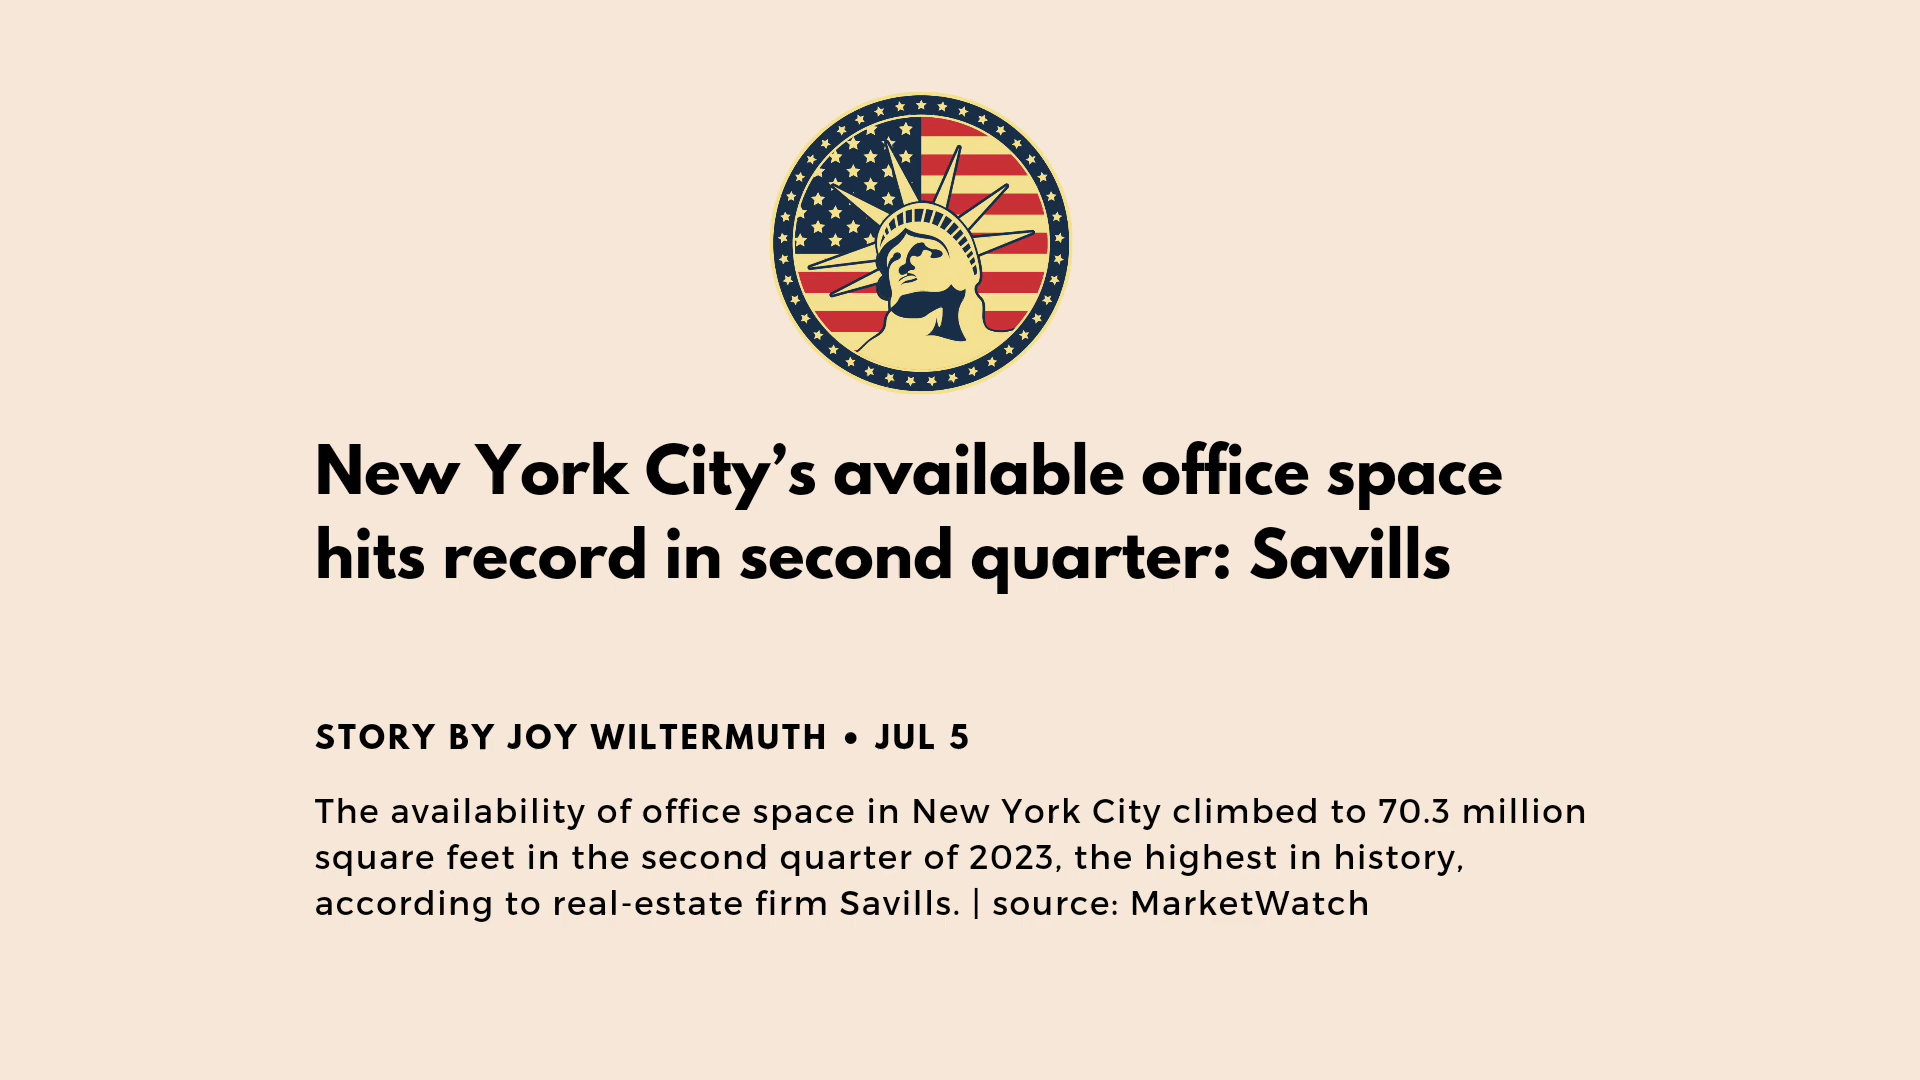 New York City’s available office space
hits record in second quarter: Savills
STORY BY JOY WILTERMUTH • JUL 5
The availability of office space in New York City climbed to 70.3 million
square feet in the second quarter of 2023, the highest in history,
according to real-estate firm Savills. | source: MarketWatch